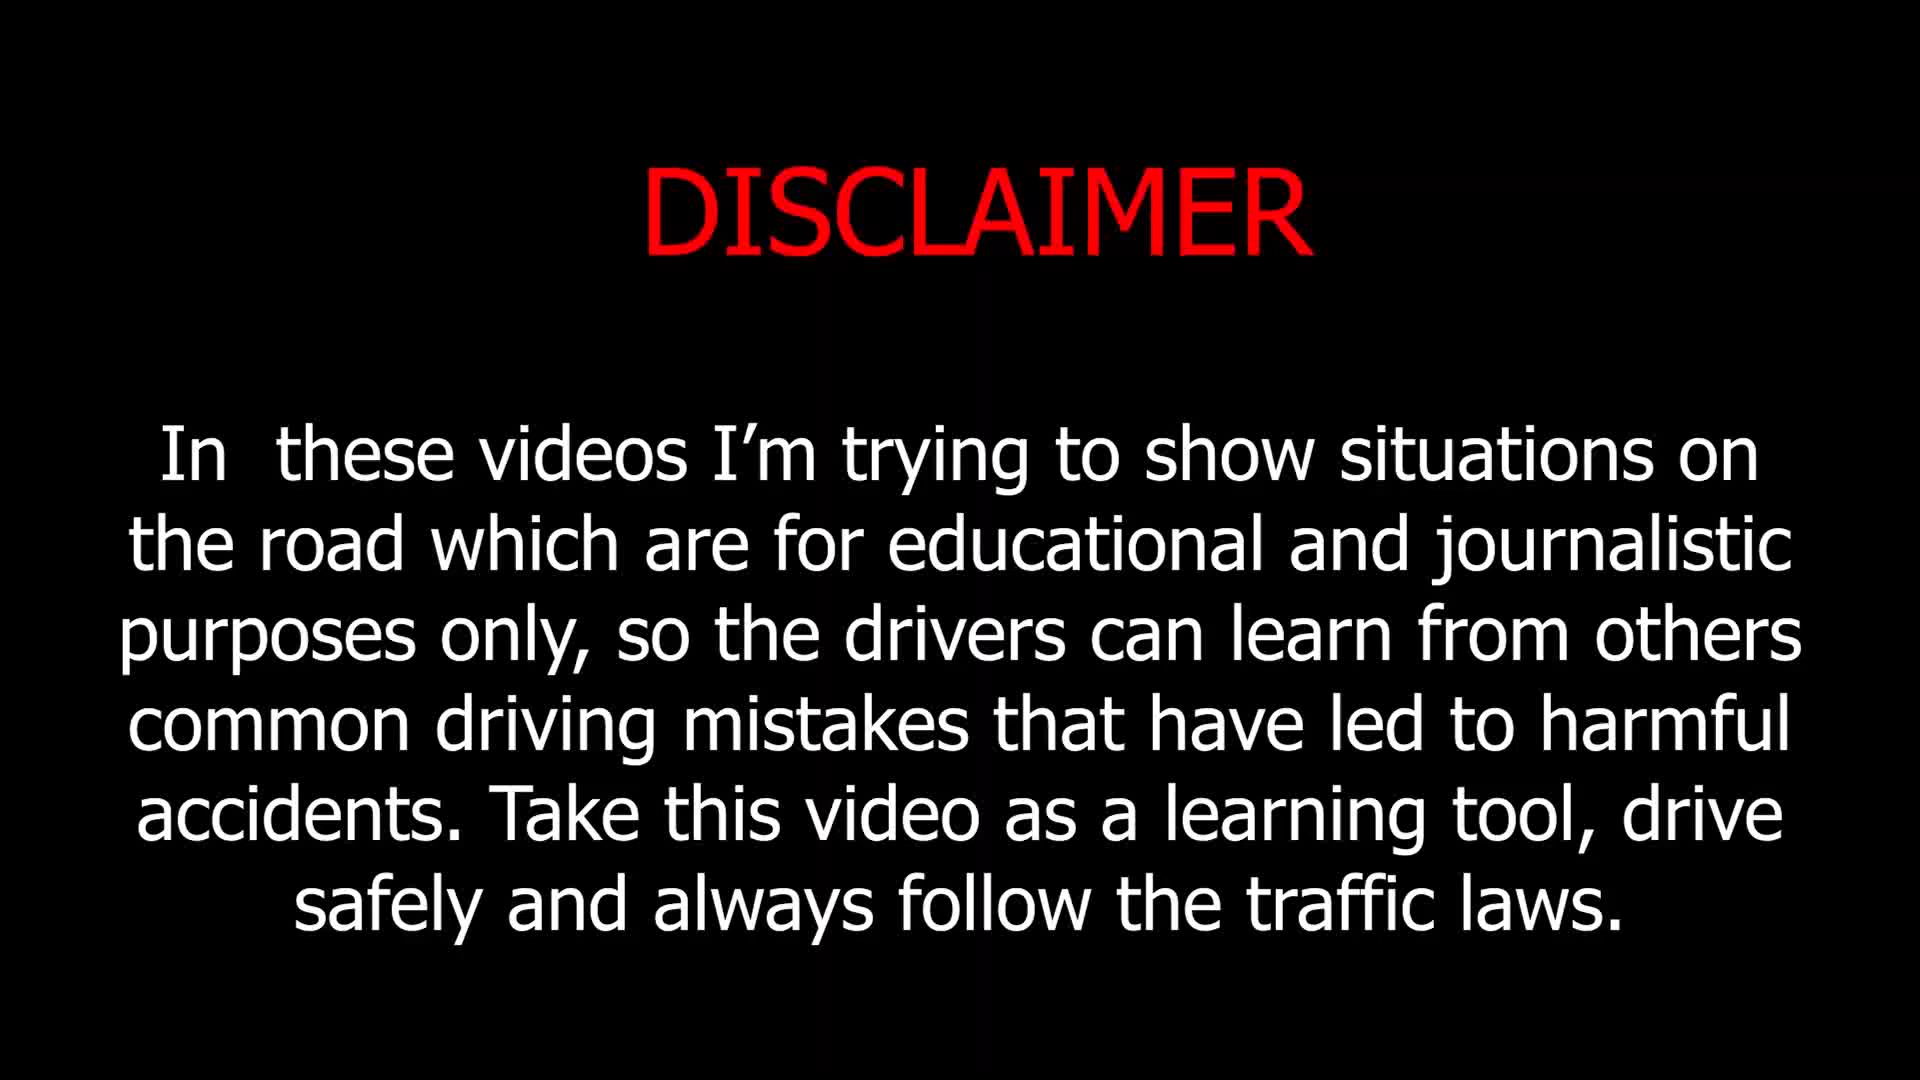 DISCLAIMER
In  these videos I’m trying to show situations on
the road which are for educational and journalistic
purposes only, so the drivers can learn from others
common driving mistakes that have led to harmful
accidents. Take this video as a learning tool, drive
safely and always follow the traffic laws.